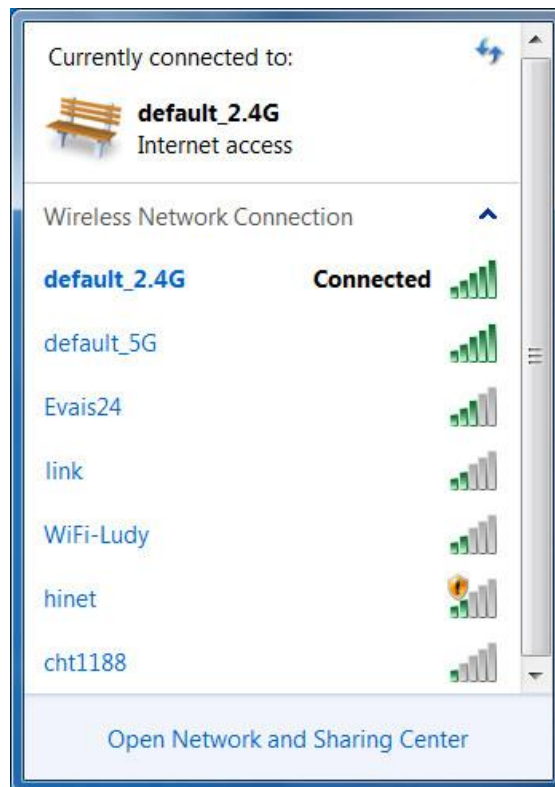 Currently connected to:
default_2.4G
Internet access
Wireless Network Connection
default_2.4G Connected
default_5G
Evais24
link
WiFi-Ludy
hinet
cht1188
Open Network and Sharing Center